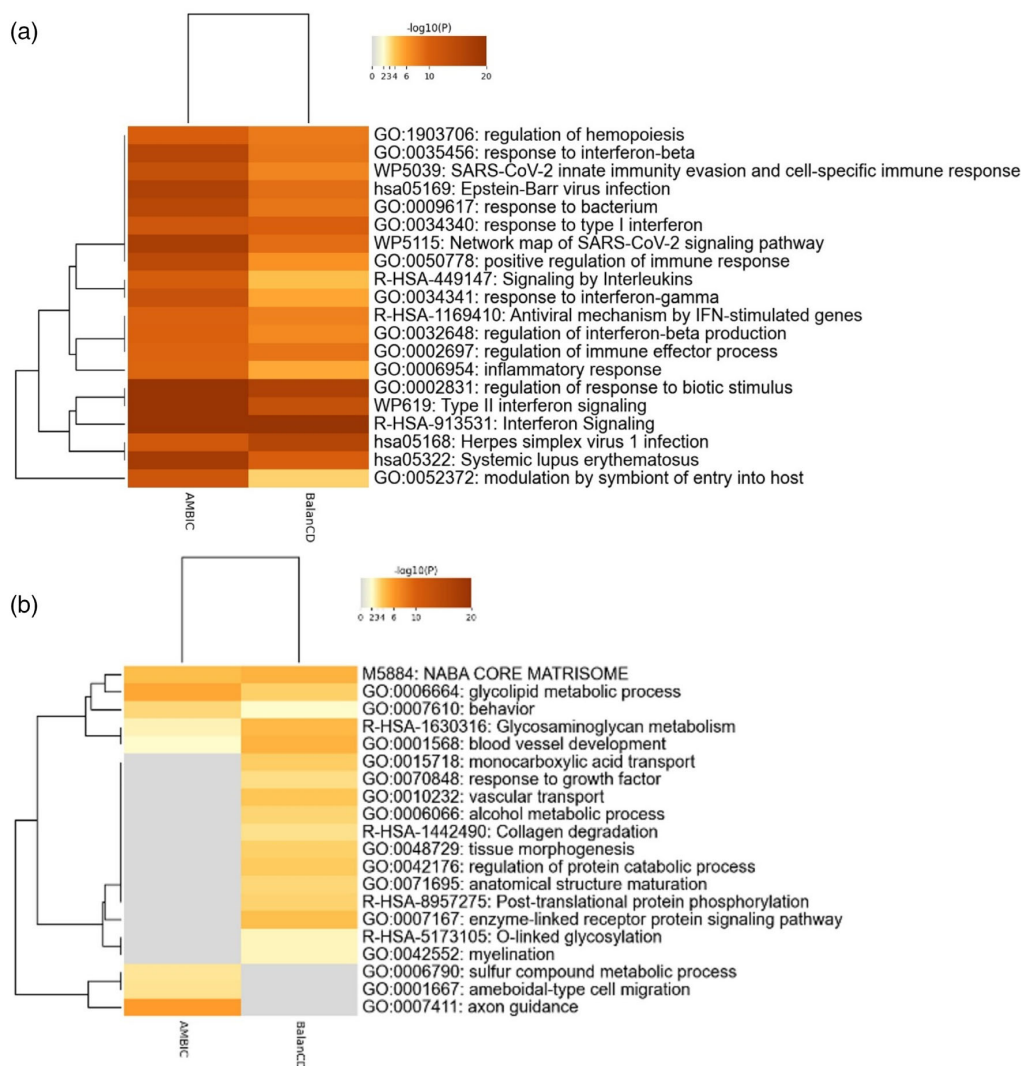 (a)
-log10(P)
0 234 6 10 20
GO:1903706: regulation of hemopoiesis
GO:0035456: response to interferon-beta
WP5039: SARS-CoV-2 innate immunity evasion and cell-specific immune response
hsa05169: Epstein-Barr virus infection
GO:0009617: response to bacterium
GO:0034340: response to type I interferon
WP5115: Network map of SARS-CoV-2 signaling pathway
GO:0050778: positive regulation of immune response
R-HSA-449147: Signaling by Interleukins
GO:0034341: response to interferon-gamma
R-HSA-1169410: Antiviral mechanism by IFN-stimulated genes
GO:0032648: regulation of interferon-beta production
GO:0002697: regulation of immune effector process
GO:0006954: inflammatory response
GO:0002831: regulation of response to biotic stimulus
WP619: Type II interferon signaling
R-HSA-913531: Interferon Signaling
hsa05168: Herpes simplex virus 1 infection
hsa05322: Systemic lupus erythematosus
GO:0052372: modulation by symbiont of entry into host
AMBIC
BalanCD
(b)
-log10(P)
0 234 6 10 20
M5884: NABA CORE MATRISOME
GO:0006664: glycolipid metabolic process
GO:0007610: behavior
R-HSA-1630316: Glycosaminoglycan metabolism
GO:0001568: blood vessel development
GO:0015718: monocarboxylic acid transport
GO:0070848: response to growth factor
GO:0010232: vascular transport
GO:0006066: alcohol metabolic process
R-HSA-1442490: Collagen degradation
GO:0048729: tissue morphogenesis
GO:0042176: regulation of protein catabolic process
GO:0071695: anatomical structure maturation
R-HSA-8957275: Post-translational protein phosphorylation
GO:0007167: enzyme-linked receptor protein signaling pathway
R-HSA-5173105: O-linked glycosylation
GO:0042552: myelination
GO:0006790: sulfur compound metabolic process
GO:0001667: ameboidal-type cell migration
GO:0007411: axon guidance
AMBIC
BalanCD